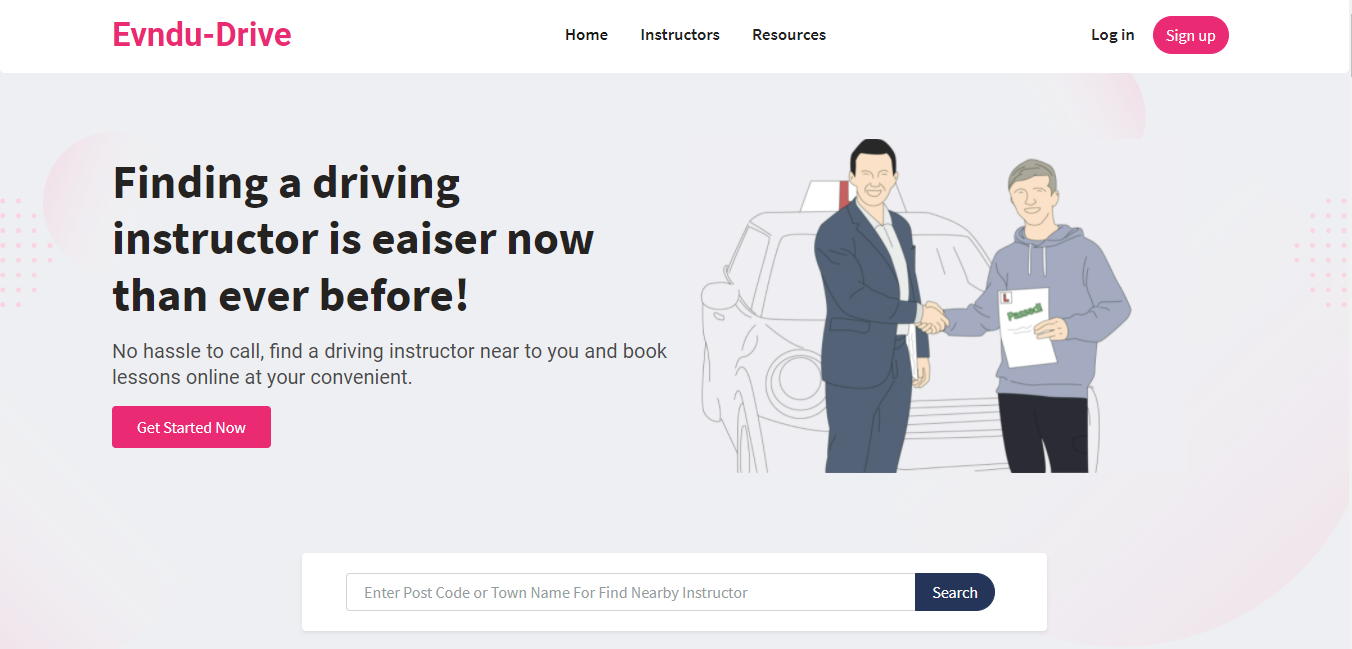 Evndu-Drive
Home
Instructors
Resources
Log in
Sign up
Finding a driving
instructor is eaiser now
than ever before!
No hassle to call, find a driving instructor near to you and book
lessons online at your convenient.
Get Started Now
L
Passed!
Enter Post Code or Town Name For Find Nearby Instructor
Search